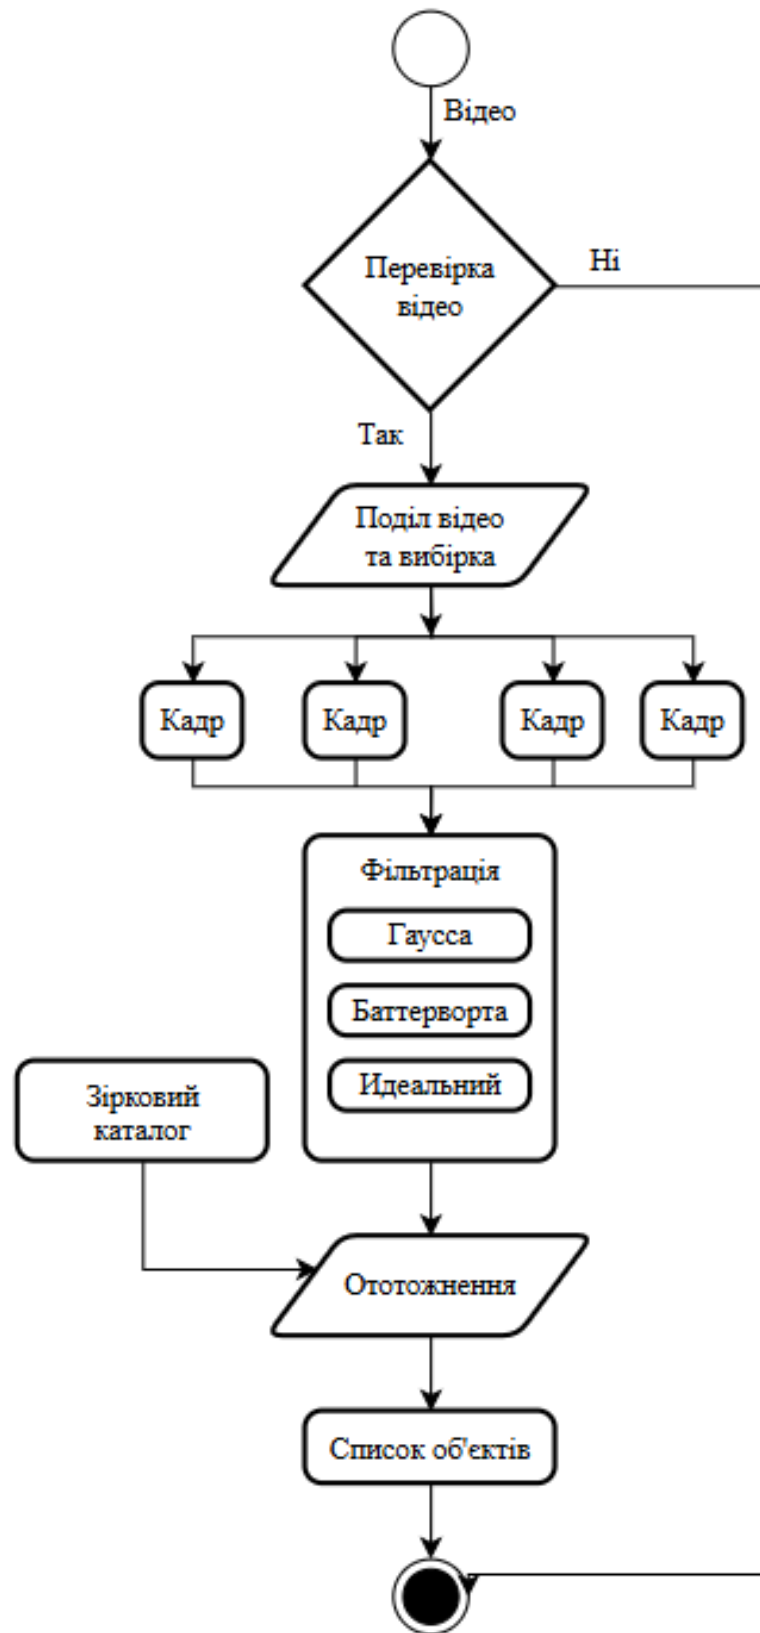 Відео
Перевірка
відео
Ні
Так
Поділ відео
та вибірка
Кадр
Кадр
Кадр
Кадр
Фільтрація
Гаусса
Баттерворта
Идеальний
Зірковий
каталог
Ототожнення
Список об'єктів